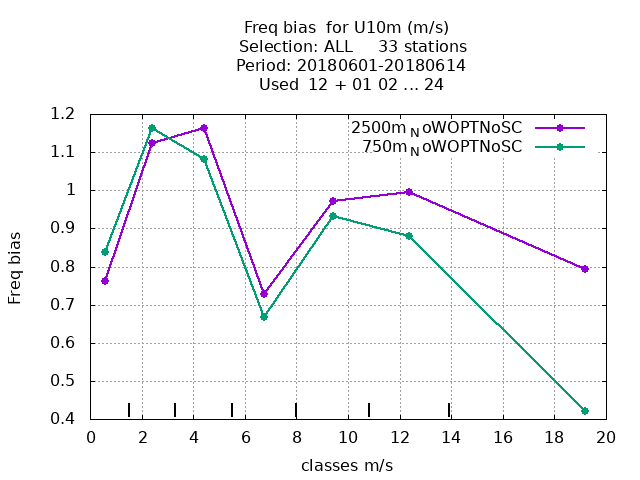 Freq bias  for U10m (m/s)
Selection: ALL     33 stations
Period: 20180601-20180614
Used  12 + 01 02 ... 24
2500m_NoWOPTNoSC
750m_NoWOPTNoSC
1.2
1.1
1
0.9
0.8
0.7
0.6
0.5
0.4
Freq bias
0 2 4 6 8 10 12 14 16 18 20
classes m/s